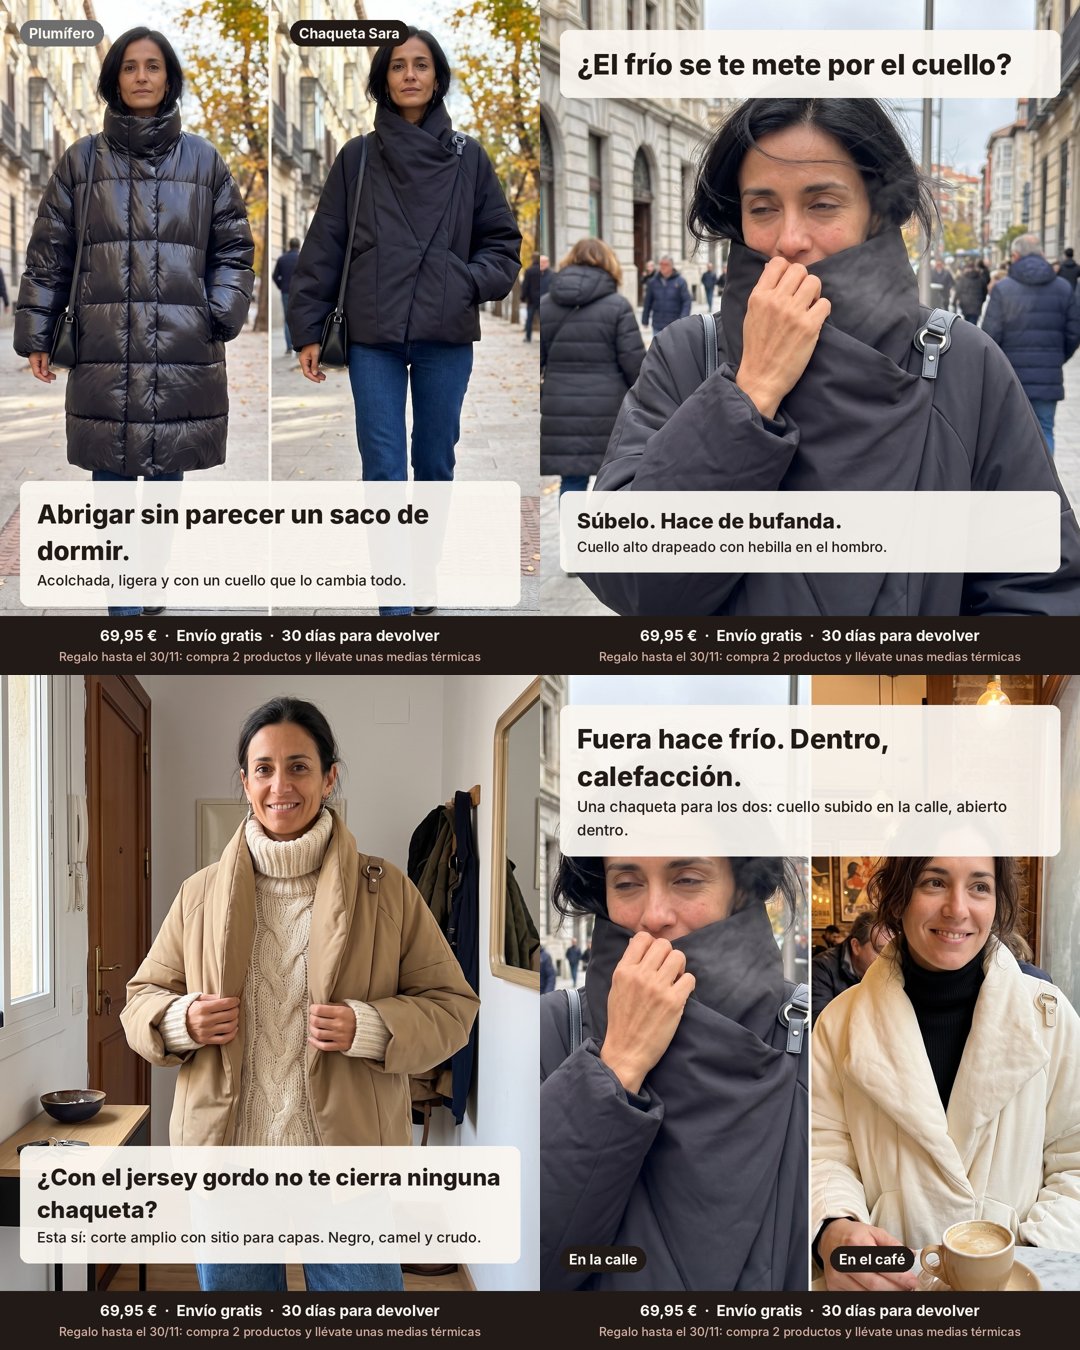 Plumífero
Chaqueta Sara
Abrigar sin parecer un saco de
dormir.
Acolchada, ligera y con un cuello que lo cambia todo.
69,95 € · Envío gratis · 30 días para devolver
Regalo hasta el 30/11: compra 2 productos y llévate unas medias térmicas
¿El frío se te mete por el cuello?
Súbelo. Hace de bufanda.
Cuello alto drapeado con hebilla en el hombro.
69,95 € · Envío gratis · 30 días para devolver
Regalo hasta el 30/11: compra 2 productos y llévate unas medias térmicas
¿Con el jersey gordo no te cierra ninguna
chaqueta?
Esta sí: corte amplio con sitio para capas. Negro, camel y crudo.
69,95 € · Envío gratis · 30 días para devolver
Regalo hasta el 30/11: compra 2 productos y llévate unas medias térmicas
Fuera hace frío. Dentro,
calefacción.
Una chaqueta para los dos: cuello subido en la calle, abierto
dentro.
En la calle
En el café
69,95 € · Envío gratis · 30 días para devolver
Regalo hasta el 30/11: compra 2 productos y llévate unas medias térmicas